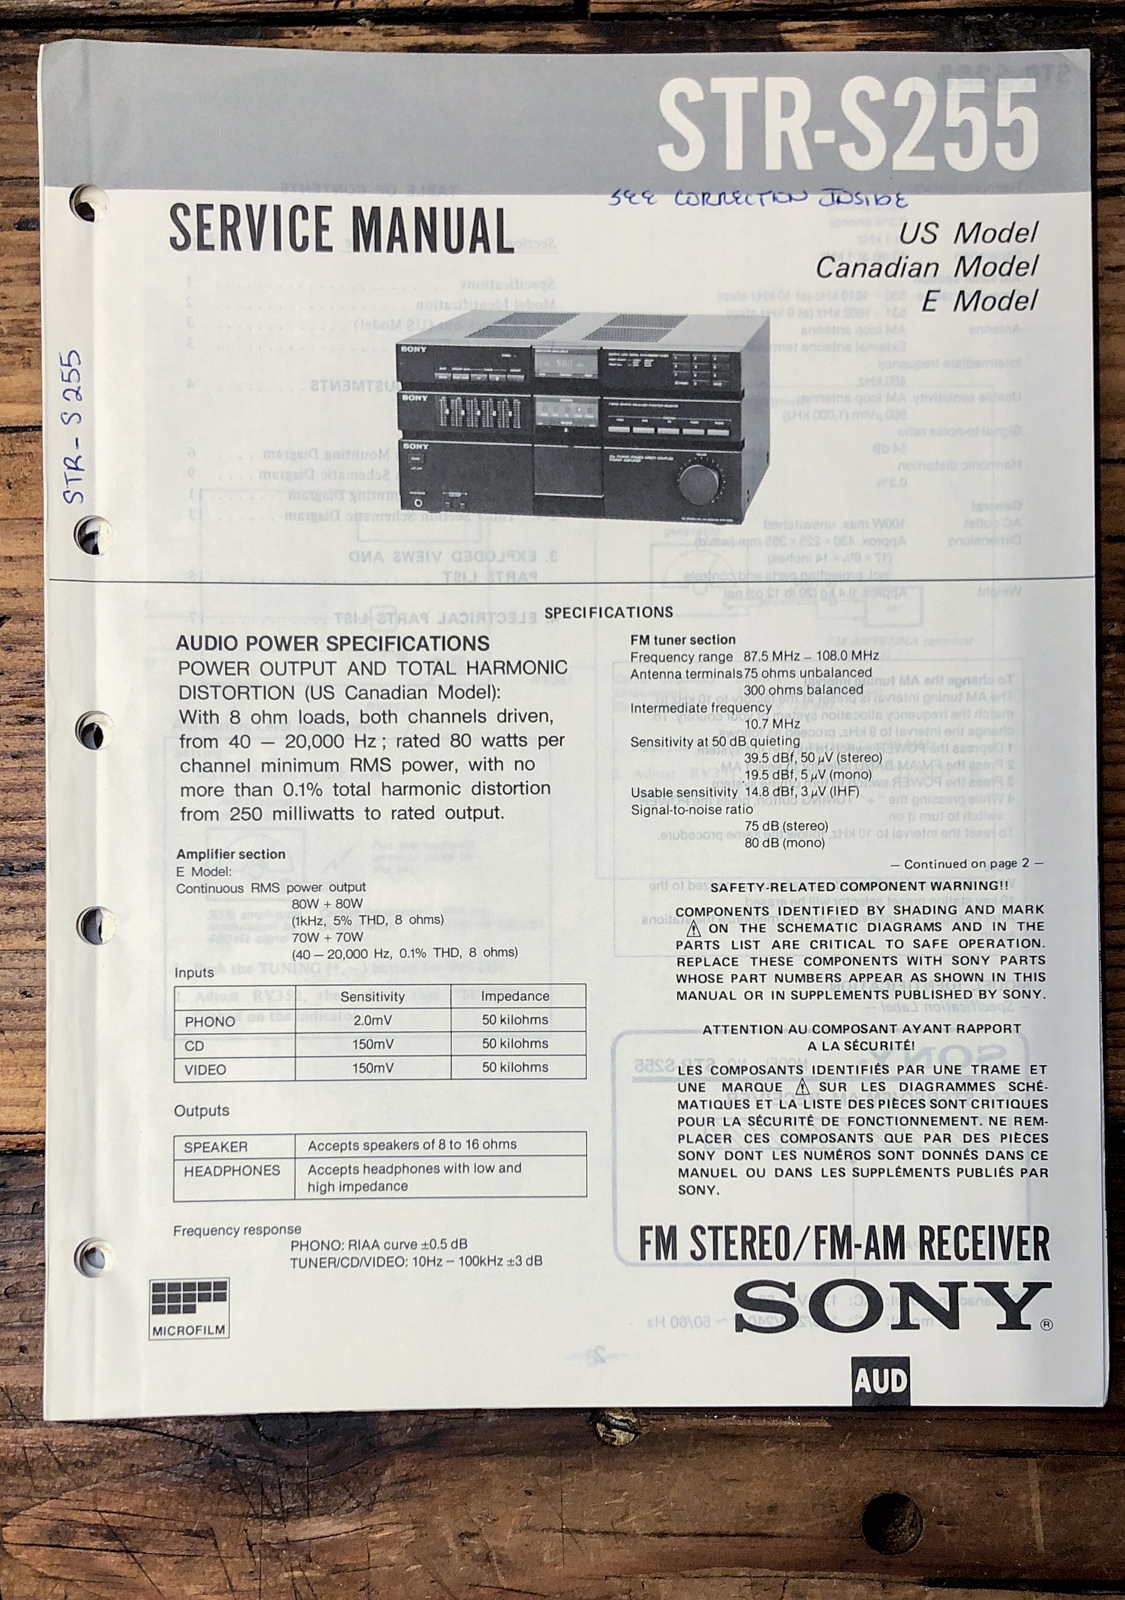 STR-S255
SEE CORRECTION INSIDE
SERVICE MANUAL
US Model
Canadian Model
E Model
STR-S255
SONY
SONY
SONY
SPECIFICATIONS
AUDIO POWER SPECIFICATIONS
POWER OUTPUT AND TOTAL HARMONIC
DISTORTION (US Canadian Model):
With 8 ohm loads, both channels driven,
from 40 – 20,000 Hz; rated 80 watts per
channel minimum RMS power, with no
more than 0.1% total harmonic distortion
from 250 milliwatts to rated output.
Amplifier section
E Model:
Continuous RMS power output
80W + 80W
(1kHz, 5% THD, 8 ohms)
70W + 70W
(40 – 20,000 Hz, 0.1% THD, 8 ohms)
Inputs
Sensitivity Impedance
PHONO 2.0mV 50 kilohms
CD 150mV 50 kilohms
VIDEO 150mV 50 kilohms
Outputs
SPEAKER Accepts speakers of 8 to 16 ohms
HEADPHONES Accepts headphones with low and
high impedance
Frequency response
PHONO: RIAA curve ±0.5 dB
TUNER/CD/VIDEO: 10Hz – 100kHz ±3 dB
MICROFILM
FM tuner section
Frequency range 87.5 MHz – 108.0 MHz
Antenna terminals 75 ohms unbalanced
300 ohms balanced
Intermediate frequency
10.7 MHz
Sensitivity at 50 dB quieting
39.5 dBf, 50 μV (stereo)
19.5 dBf, 5 μV (mono)
Usable sensitivity 14.8 dBf, 3 μV (IHF)
Signal-to-noise ratio
75 dB (stereo)
80 dB (mono)
— Continued on page 2 —
SAFETY-RELATED COMPONENT WARNING!!
COMPONENTS IDENTIFIED BY SHADING AND MARK
⚠ ON THE SCHEMATIC DIAGRAMS AND IN THE
PARTS LIST ARE CRITICAL TO SAFE OPERATION.
REPLACE THESE COMPONENTS WITH SONY PARTS
WHOSE PART NUMBERS APPEAR AS SHOWN IN THIS
MANUAL OR IN SUPPLEMENTS PUBLISHED BY SONY.
ATTENTION AU COMPOSANT AYANT RAPPORT
A LA SÉCURITÉ!
LES COMPOSANTS IDENTIFIÉS PAR UNE TRAME ET
UNE MARQUE ⚠ SUR LES DIAGRAMMES SCHÉ-
MATIQUES ET LA LISTE DES PIÈCES SONT CRITIQUES
POUR LA SÉCURITÉ DE FONCTIONNEMENT. NE REM-
PLACER CES COMPOSANTS QUE PAR DES PIÈCES
SONY DONT LES NUMÉROS SONT DONNÉS DANS CE
MANUEL OU DANS LES SUPPLÉMENTS PUBLIÉS PAR
SONY.
FM STEREO/FM-AM RECEIVER
SONY®
AUD